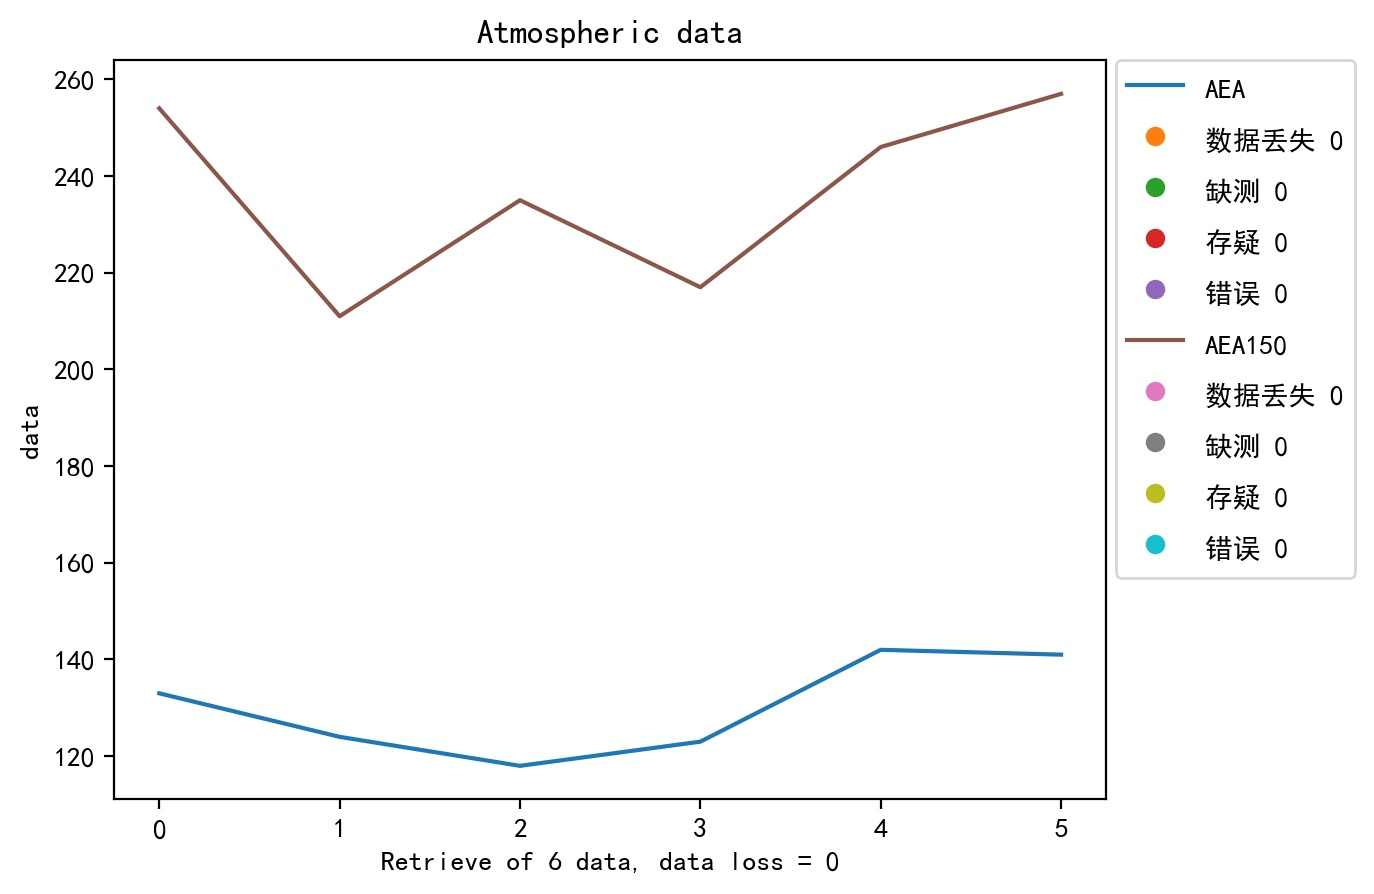 Atmospheric data
260
240
220
200
180
160
140
120
data
0 1 2 3 4 5
Retrieve of 6 data, data loss = 0
AEA
数据丢失 0
缺测 0
存疑 0
错误 0
AEA150
数据丢失 0
缺测 0
存疑 0
错误 0